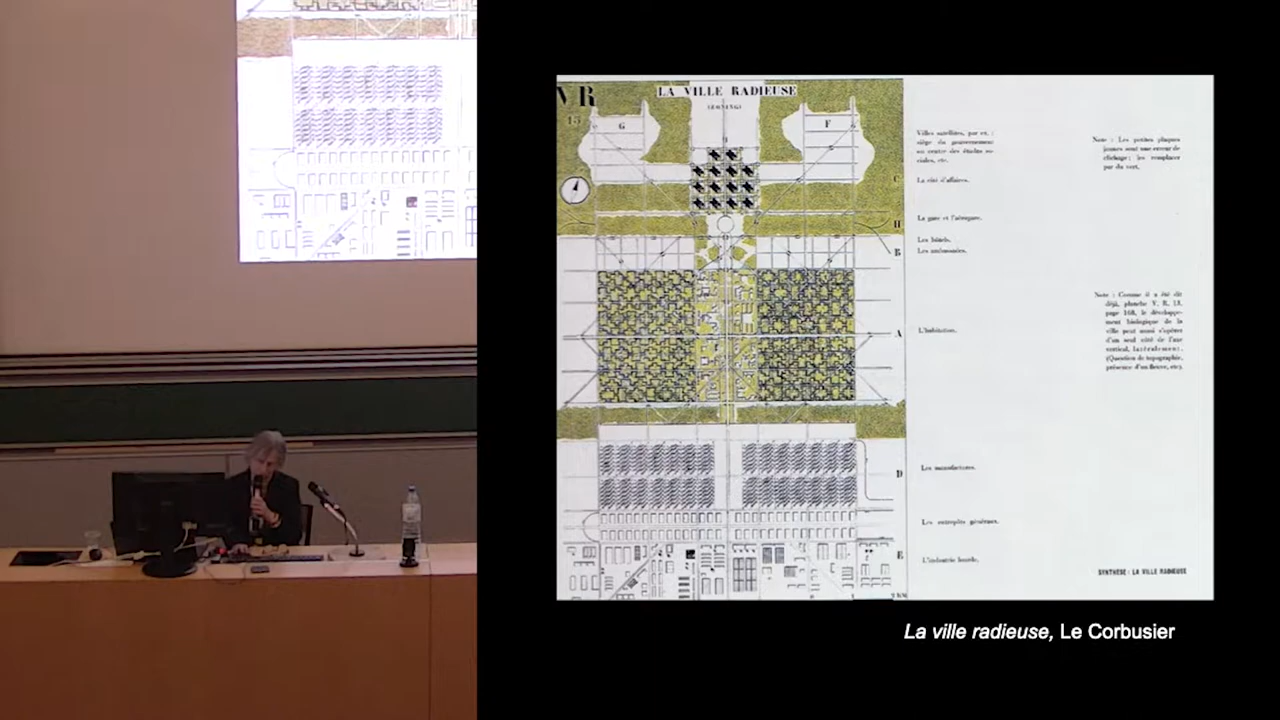 VR
LA VILLE RADIEUSE
(ZONING)
G
F
C
H
B
A
D
E
Villes satellites, par ex. :
siège du gouvernement
ou centre des études so-
ciales, etc.
La cité d'affaires.
La gare et l'aérogare.
Les hôtels.
Les ambassades.
L'habitation.
Les manufactures.
Les entrepôts généraux.
L'industrie lourde.
Note : Les petites plaques
jaunes sont une erreur de
clichage; les remplacer
par du vert.
Note : Comme il a été dit
déjà, planche V. R. 13,
page 168, le développe-
ment biologique de la
ville peut aussi s'opérer
d'un seul côté de l'axe
vertical, latéralement.
(Question de topographie,
présence d'un fleuve, etc).
SYNTHÈSE : LA VILLE RADIEUSE
La ville radieuse, Le Corbusier